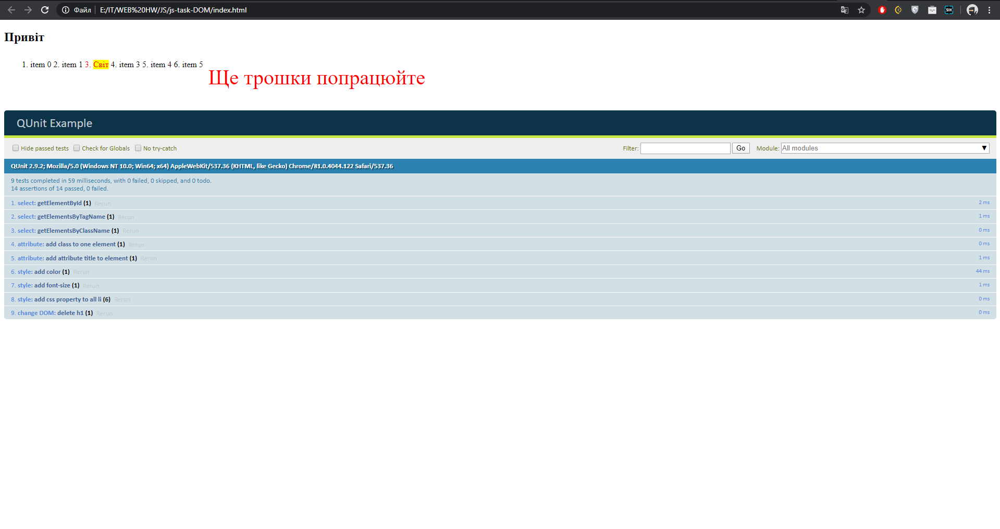 Файл E:/IT/WEB%20HW/JS/js-task-DOM/index.html
SIH
Привіт
1. item 0 2. item 1 3. Світ 4. item 3 5. item 4 6. item 5
Ще трошки попрацюйте
QUnit Example
Hide passed tests Check for Globals No try-catch Filter: Go Module: All modules ▼
QUnit 2.9.2; Mozilla/5.0 (Windows NT 10.0; Win64; x64) AppleWebKit/537.36 (KHTML, like Gecko) Chrome/81.0.4044.122 Safari/537.36
9 tests completed in 59 milliseconds, with 0 failed, 0 skipped, and 0 todo.
14 assertions of 14 passed, 0 failed.
1. select: getElementById (1) Rerun 2 ms
2. select: getElementsByTagName (1) Rerun 1 ms
3. select: getElementsByClassName (1) Rerun 0 ms
4. attribute: add class to one element (1) Rerun 0 ms
5. attribute: add attribute title to element (1) Rerun 1 ms
6. style: add color (1) Rerun 44 ms
7. style: add font-size (1) Rerun 1 ms
8. style: add css property to all li (6) Rerun 0 ms
9. change DOM: delete h1 (1) Rerun 0 ms